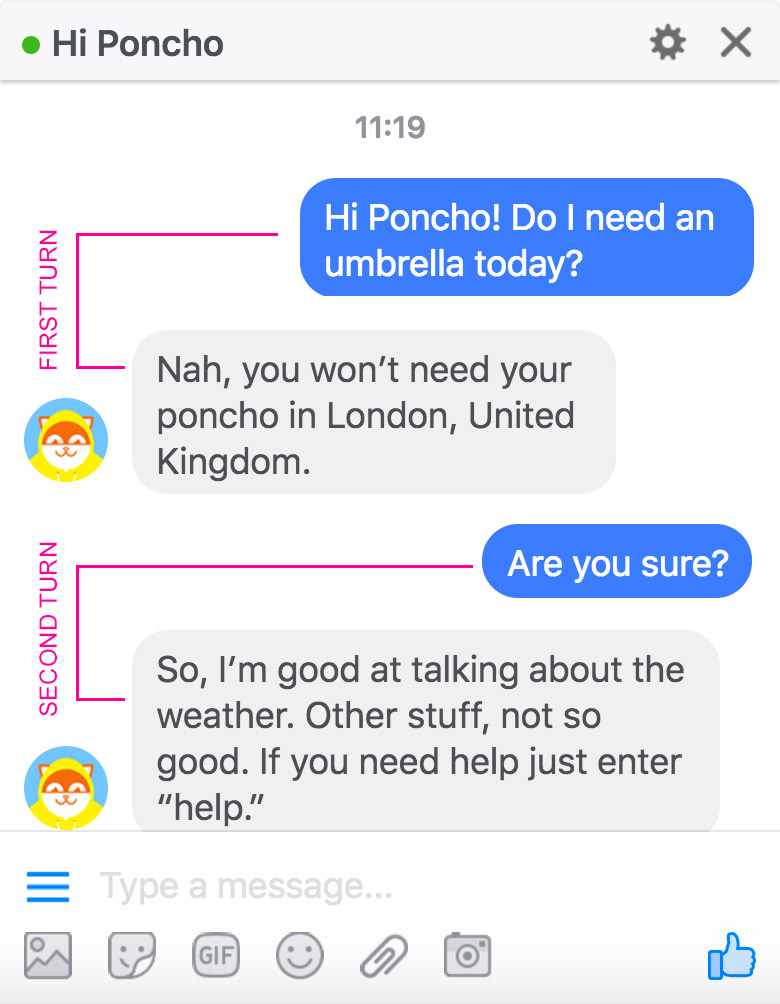 Hi Poncho
11:19
FIRST TURN
Hi Poncho! Do I need an
umbrella today?
Nah, you won’t need your
poncho in London, United
Kingdom.
SECOND TURN
Are you sure?
So, I’m good at talking about the
weather. Other stuff, not so
good. If you need help just enter
“help.”
Type a message...
GIF